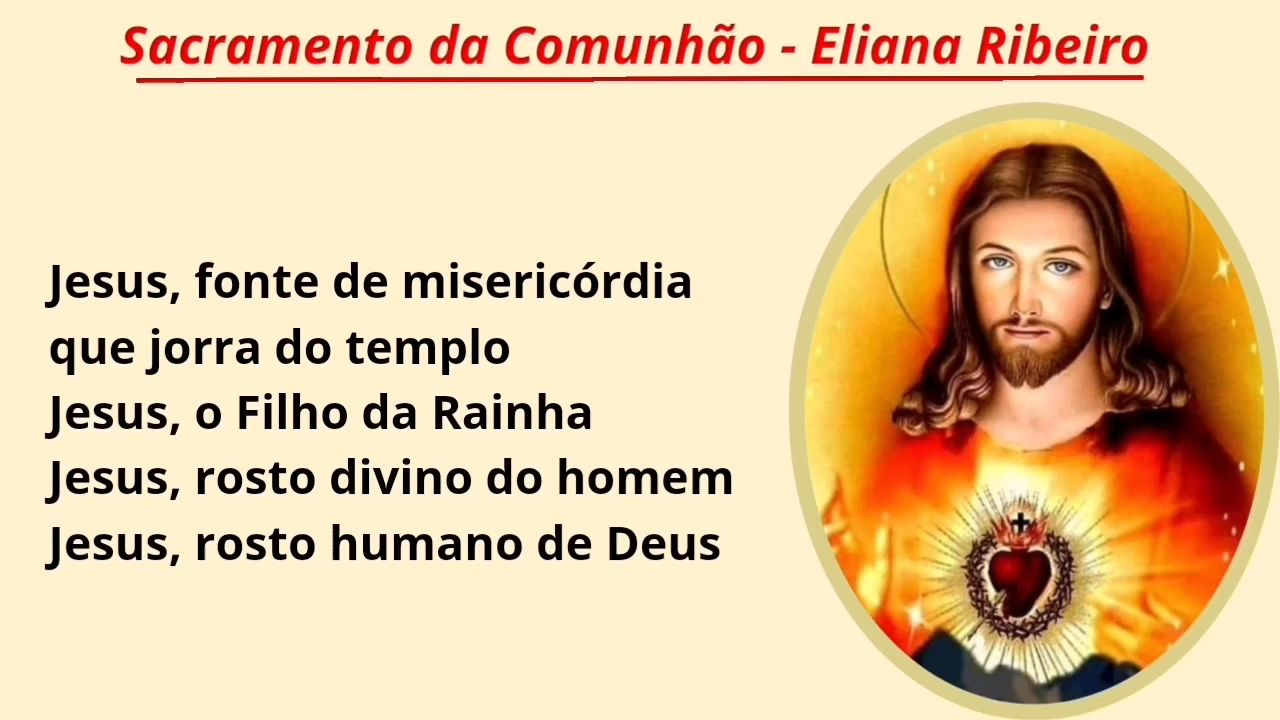 Sacramento da Comunhão - Eliana Ribeiro
Jesus, fonte de misericórdia
que jorra do templo
Jesus, o Filho da Rainha
Jesus, rosto divino do homem
Jesus, rosto humano de Deus